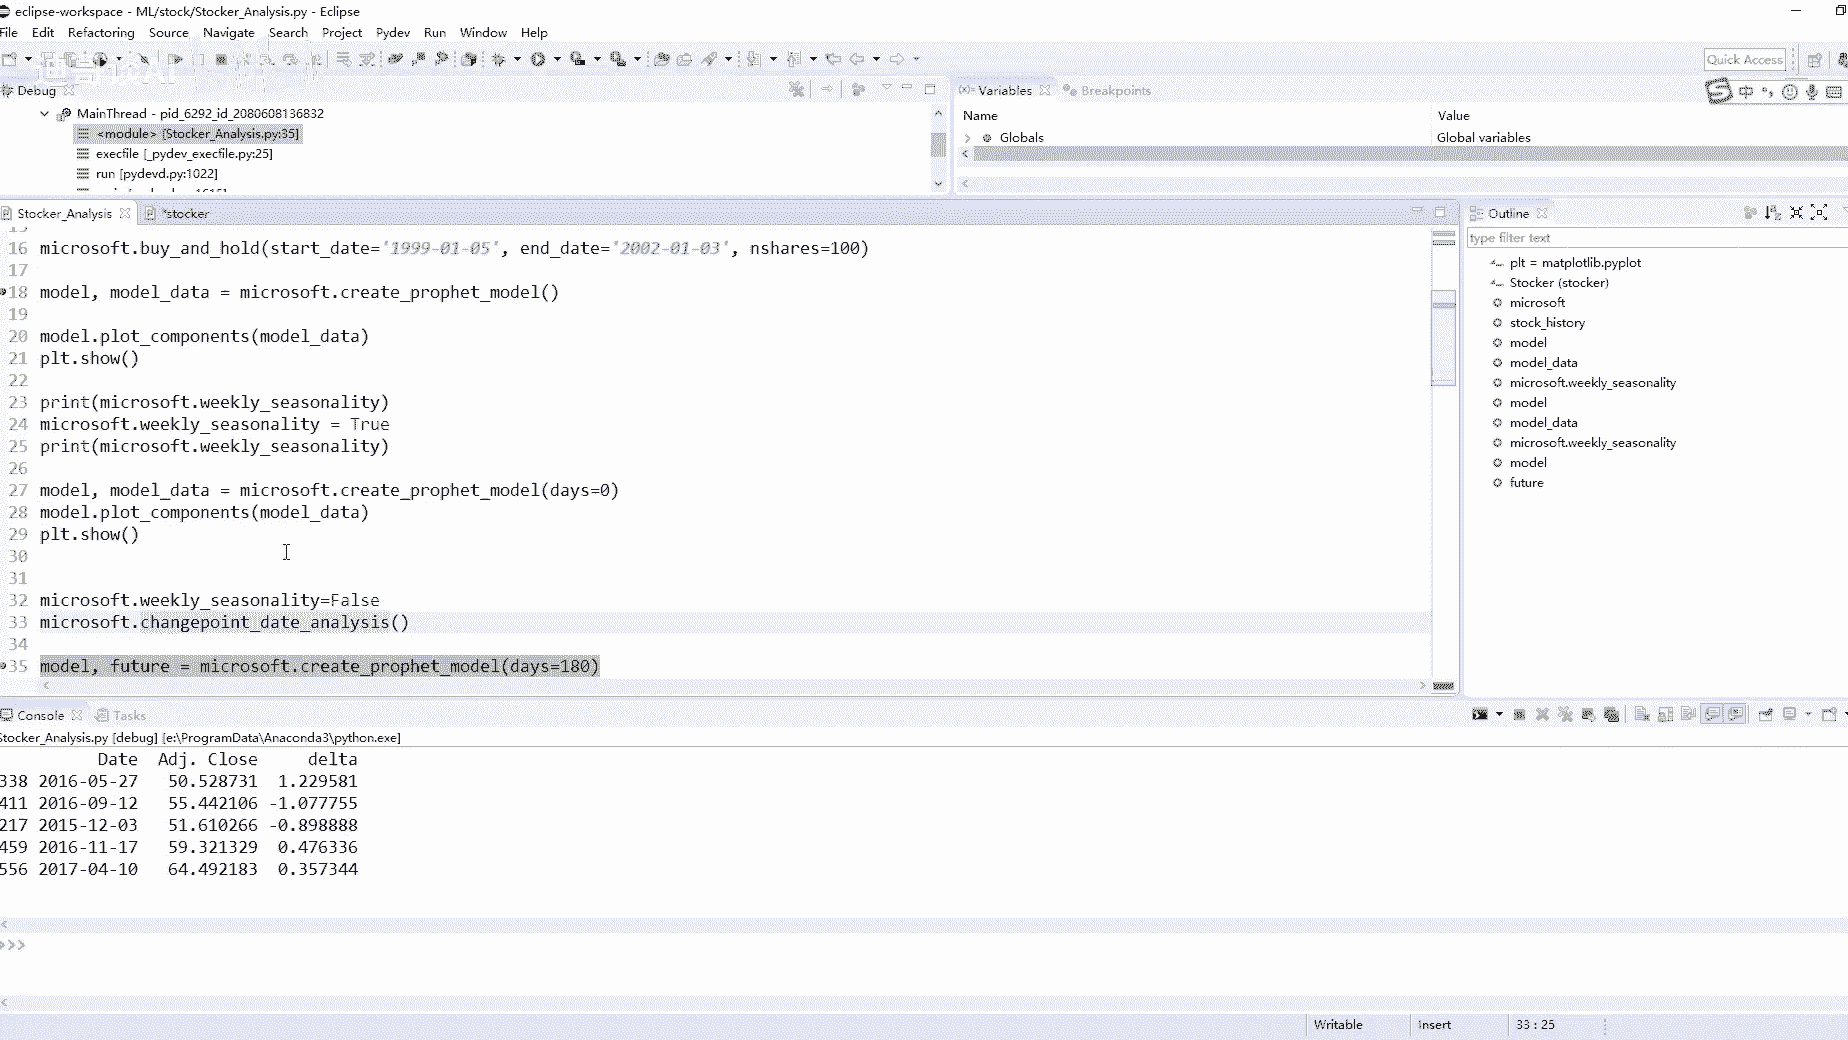 eclipse-workspace - ML/stock/Stocker_Analysis.py - Eclipse
File Edit Refactoring Source Navigate Search Project Pydev Run Window Help
Quick Access
Debug
Variables Breakpoints
中
MainThread - pid_6292_id_2080608136832
<module> [Stocker_Analysis.py:35]
execfile [_pydev_execfile.py:25]
run [pydevd.py:1022]
Name Value
Globals Global variables
Stocker_Analysis *stocker
16 microsoft.buy_and_hold(start_date='1999-01-05', end_date='2002-01-03', nshares=100)
17
18 model, model_data = microsoft.create_prophet_model()
19
20 model.plot_components(model_data)
21 plt.show()
22
23 print(microsoft.weekly_seasonality)
24 microsoft.weekly_seasonality = True
25 print(microsoft.weekly_seasonality)
26
27 model, model_data = microsoft.create_prophet_model(days=0)
28 model.plot_components(model_data)
29 plt.show()
30
31
32 microsoft.weekly_seasonality=False
33 microsoft.changepoint_date_analysis()
34
35 model, future = microsoft.create_prophet_model(days=180)
Outline
type filter text
plt = matplotlib.pyplot
Stocker (stocker)
microsoft
stock_history
model
model_data
microsoft.weekly_seasonality
model
model_data
microsoft.weekly_seasonality
model
future
Console Tasks
Stocker_Analysis.py [debug] [e:\ProgramData\Anaconda3\python.exe]
Date Adj. Close delta
338 2016-05-27 50.528731 1.229581
411 2016-09-12 55.442106 -1.077755
217 2015-12-03 51.610266 -0.898888
459 2016-11-17 59.321329 0.476336
556 2017-04-10 64.492183 0.357344
>>>
Writable Insert 33 : 25